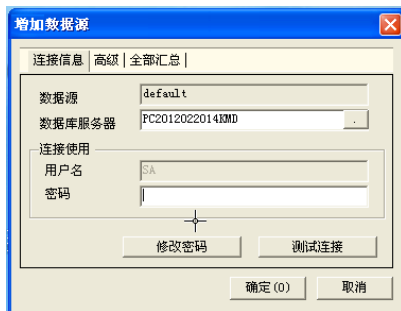 增加数据源
连接信息 高级 全部汇总
数据源 default
数据库服务器 PC2012022014KMD .
连接使用
用户名 SA
密码
修改密码 测试连接
确定(O) 取消